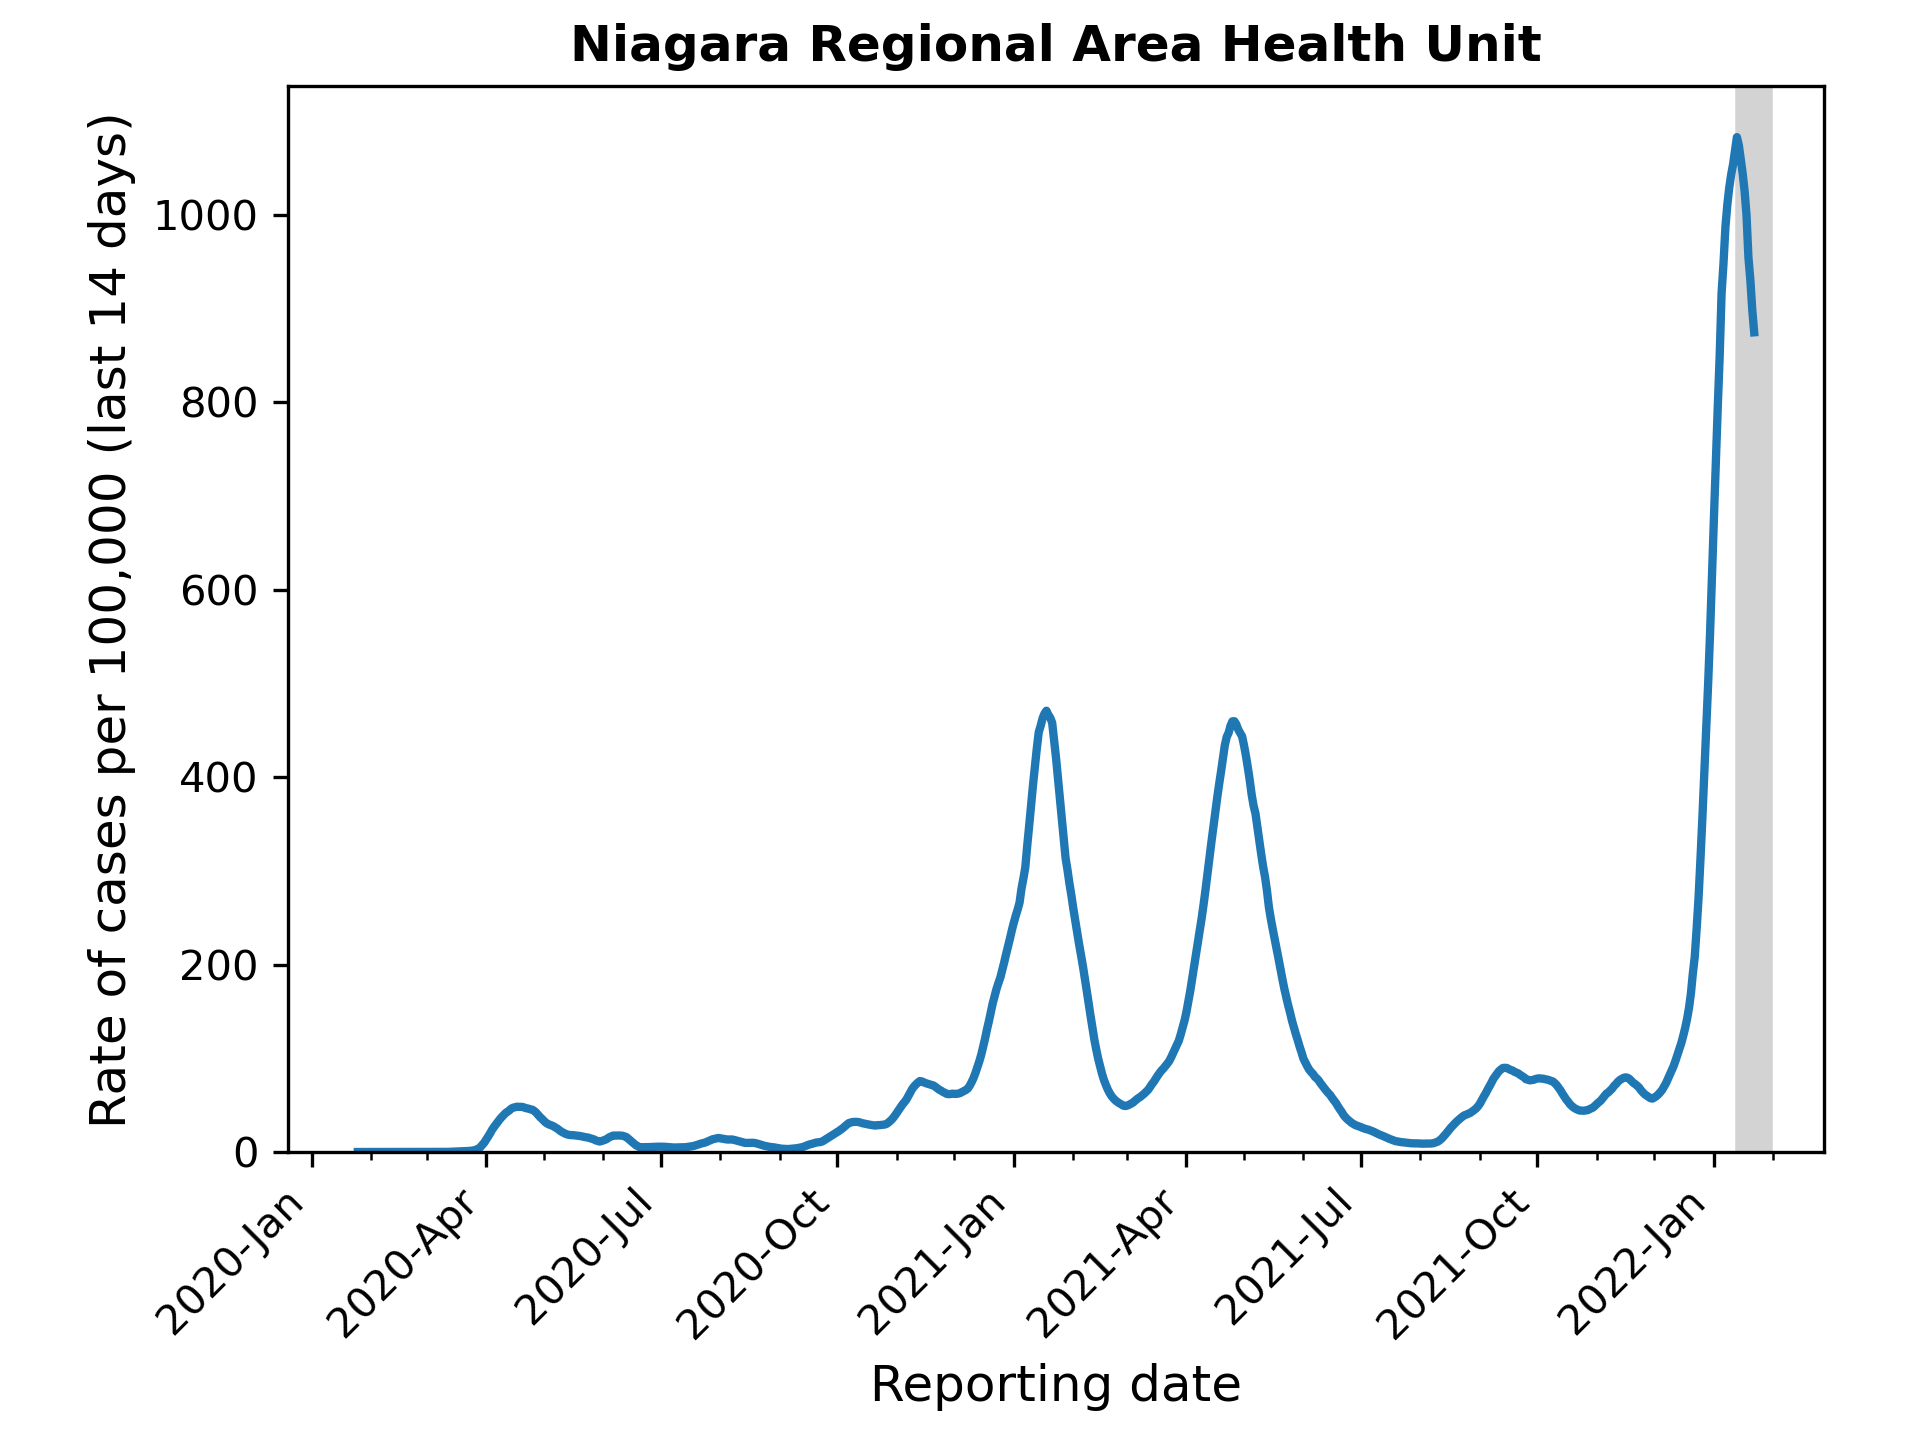 Niagara Regional Area Health Unit
Rate of cases per 100,000 (last 14 days)
1000
800
600
400
200
0
2020-Jan
2020-Apr
2020-Jul
2020-Oct
2021-Jan
2021-Apr
2021-Jul
2021-Oct
2022-Jan
Reporting date